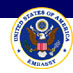 UNITED STATES OF AMERICA
EMBASSY